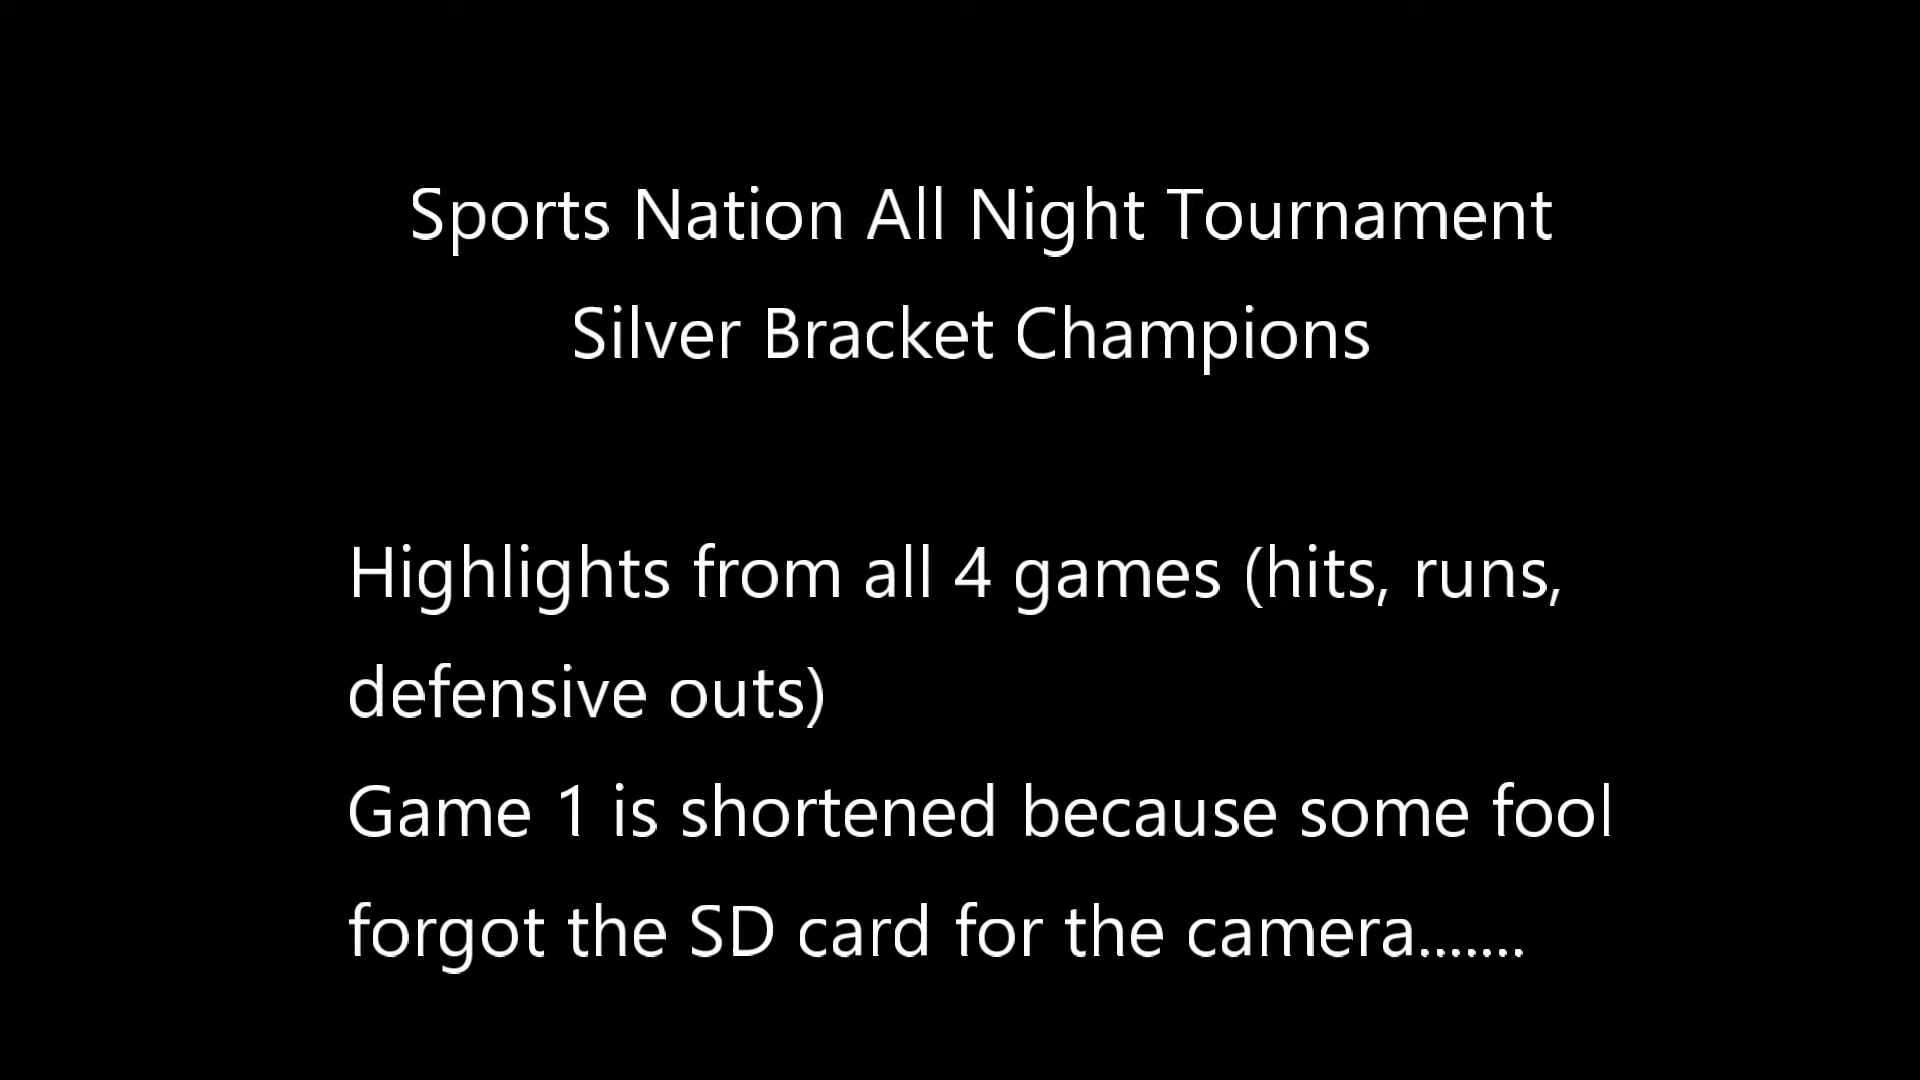 Sports Nation All Night Tournament
Silver Bracket Champions
Highlights from all 4 games (hits, runs,
defensive outs)
Game 1 is shortened because some fool
forgot the SD card for the camera.......